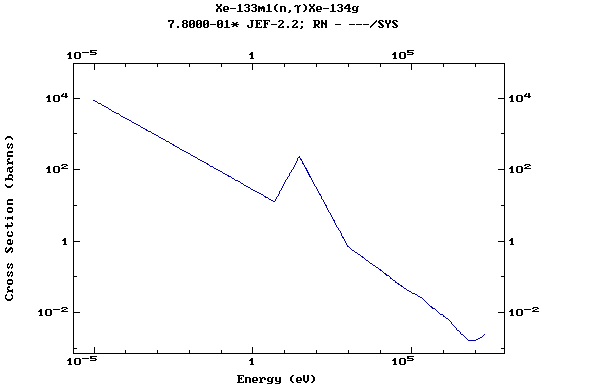 Xe-133m1(n,γ)Xe-134g
7.8000-01* JEF-2.2; RN - ---/SYS
10⁻⁵ 1 10⁵
10⁴ 10⁴
10² 10²
1 1
10⁻² 10⁻²
10⁻⁵ 1 10⁵
Cross Section (barns)
Energy (eV)